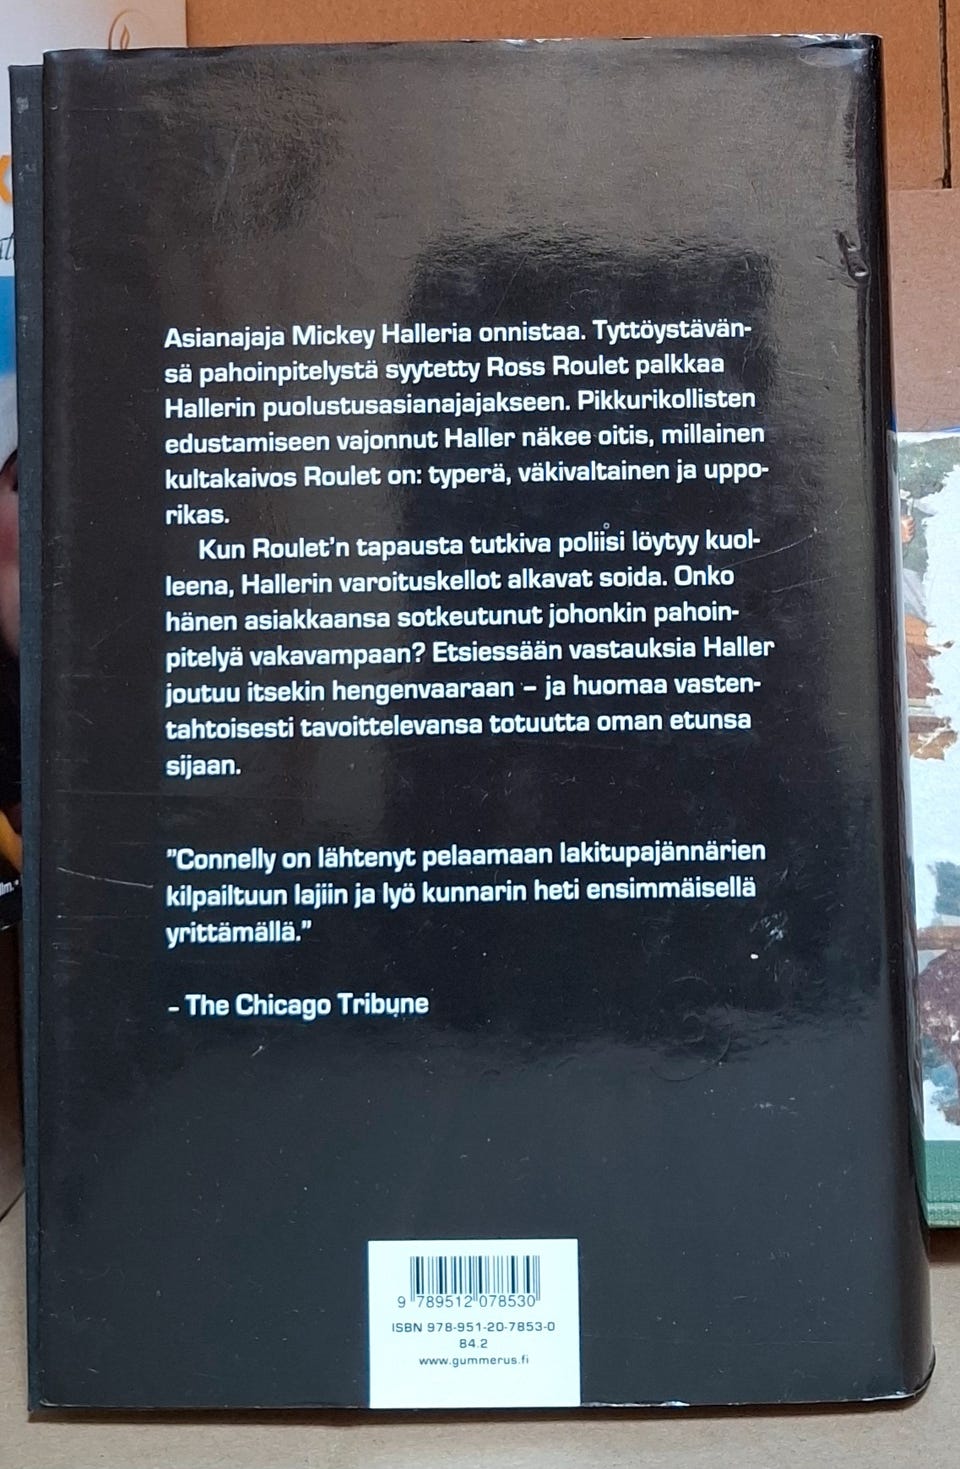 Asianajaja Mickey Halleria onnistaa. Tyttöystävän-
sä pahoinpitelystä syytetty Ross Roulet palkkaa
Hallerin puolustusasianajajakseen. Pikkurikollisten
edustamiseen vajonnut Haller näkee oitis, millainen
kultakaivos Roulet on: typerä, väkivaltainen ja uppo-
rikas.
Kun Roulet'n tapausta tutkiva poliisi löytyy kuol-
leena, Hallerin varoituskellot alkavat soida. Onko
hänen asiakkaansa sotkeutunut johonkin pahoin-
pitelyä vakavampaan? Etsiessään vastauksia Haller
joutuu itsekin hengenvaaraan – ja huomaa vasten-
tahtoisesti tavoittelevansa totuutta oman etunsa
sijaan.
"Connelly on lähtenyt pelaamaan lakitupajännärien
kilpailtuun lajiin ja lyö kunnarin heti ensimmäisellä
yrittämällä."
– The Chicago Tribune
9 789512 078530
ISBN 978-951-20-7853-0
84.2
www.gummerus.fi